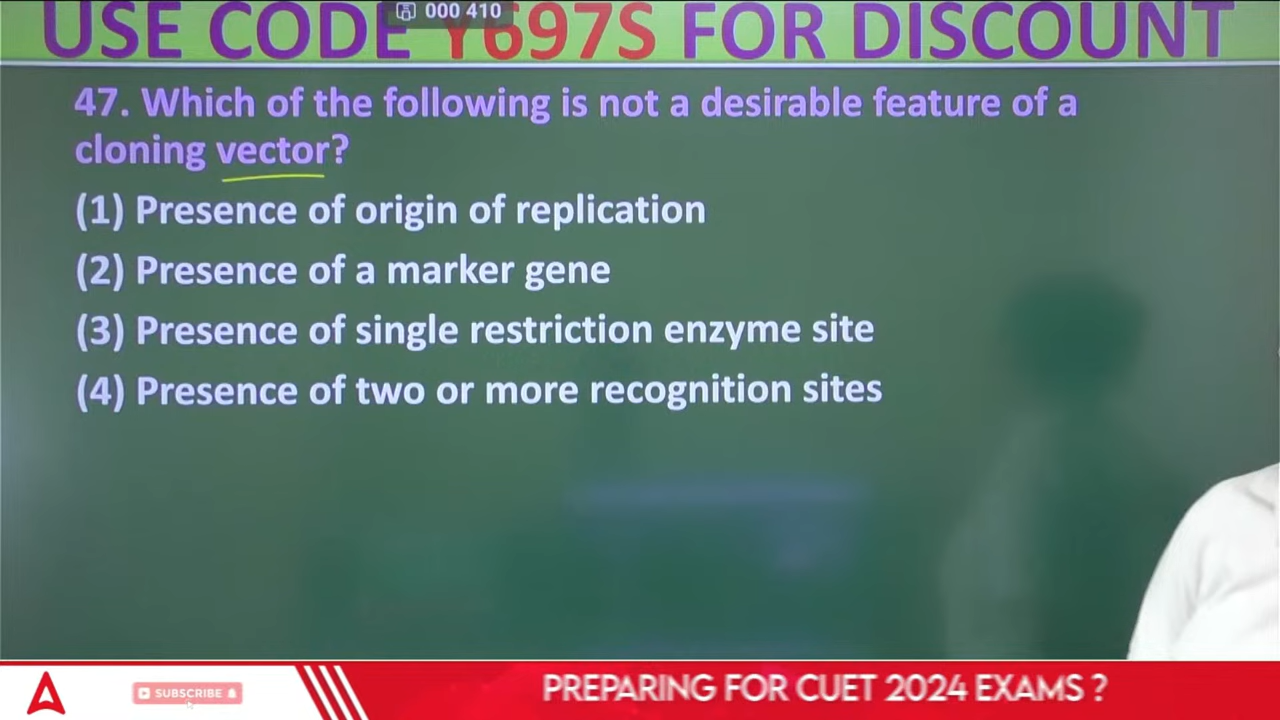 USE CODE Y697S FOR DISCOUNT
000 410
47. Which of the following is not a desirable feature of a
cloning vector?
(1) Presence of origin of replication
(2) Presence of a marker gene
(3) Presence of single restriction enzyme site
(4) Presence of two or more recognition sites
SUBSCRIBE
PREPARING FOR CUET 2024 EXAMS ?